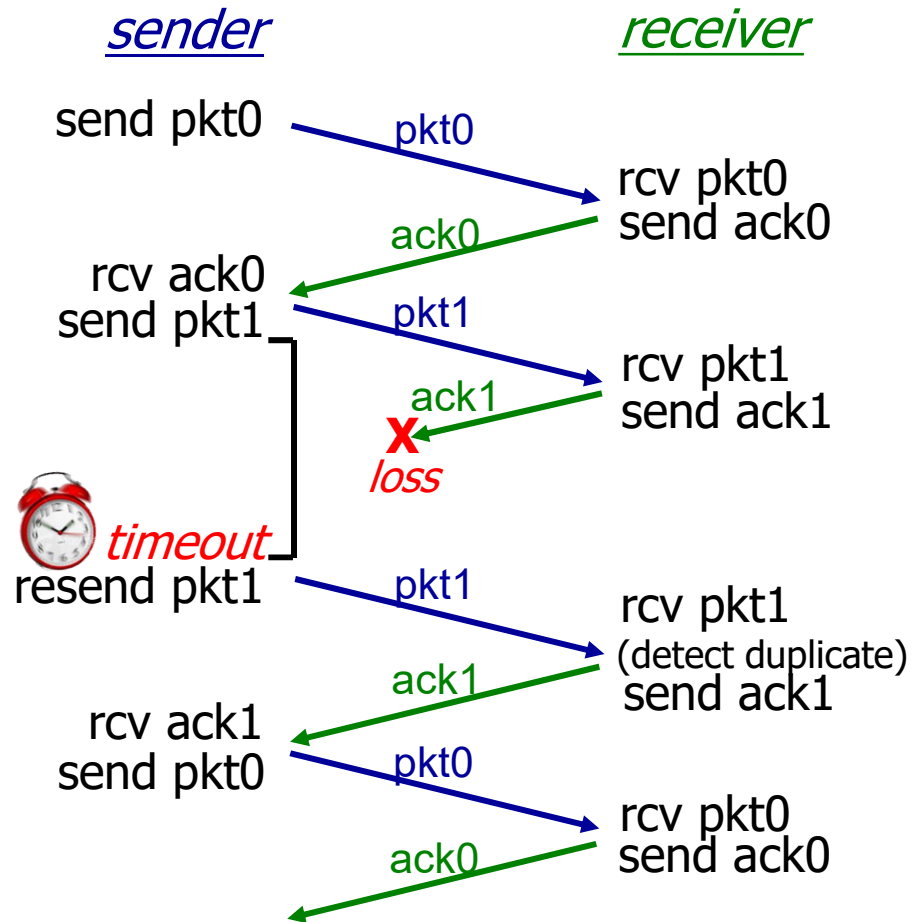 sender
receiver
send pkt0
pkt0
rcv pkt0
send ack0
ack0
rcv ack0
send pkt1
pkt1
rcv pkt1
send ack1
ack1
X
loss
timeout
resend pkt1
pkt1
rcv pkt1
(detect duplicate)
send ack1
ack1
rcv ack1
send pkt0
pkt0
rcv pkt0
send ack0
ack0